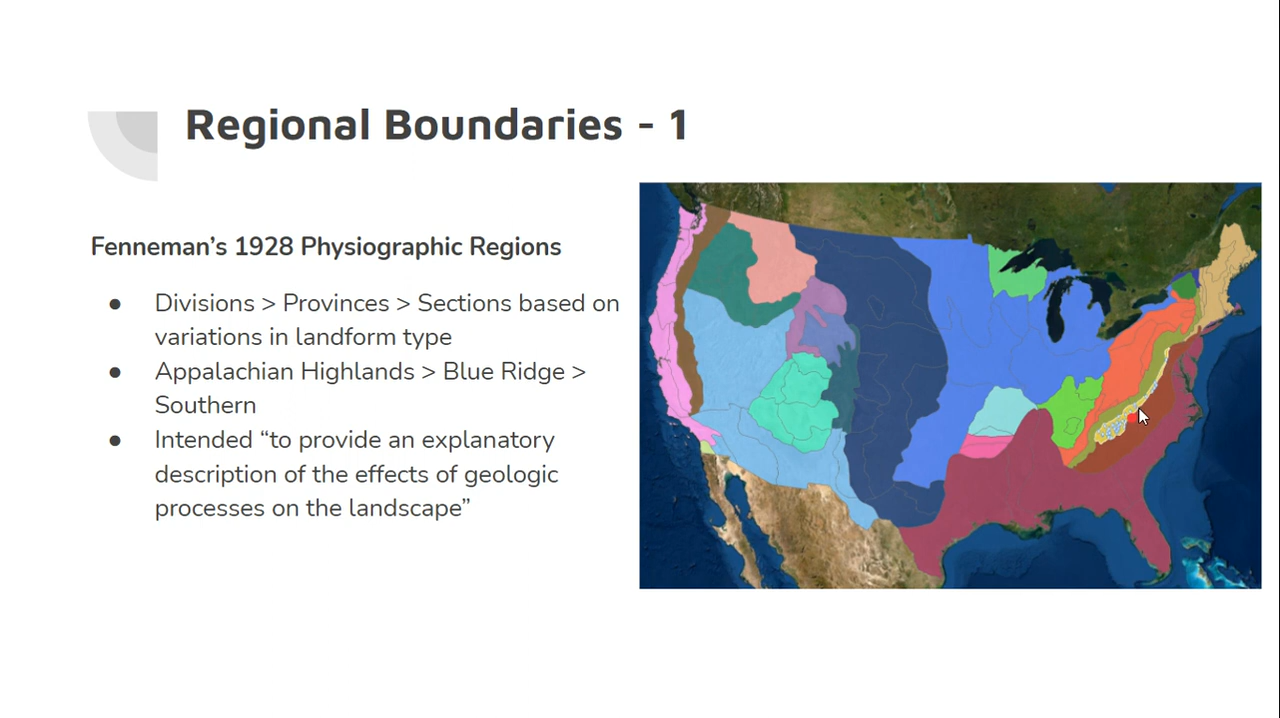 Regional Boundaries - 1
Fenneman’s 1928 Physiographic Regions
● Divisions > Provinces > Sections based on
variations in landform type
● Appalachian Highlands > Blue Ridge >
Southern
● Intended “to provide an explanatory
description of the effects of geologic
processes on the landscape”